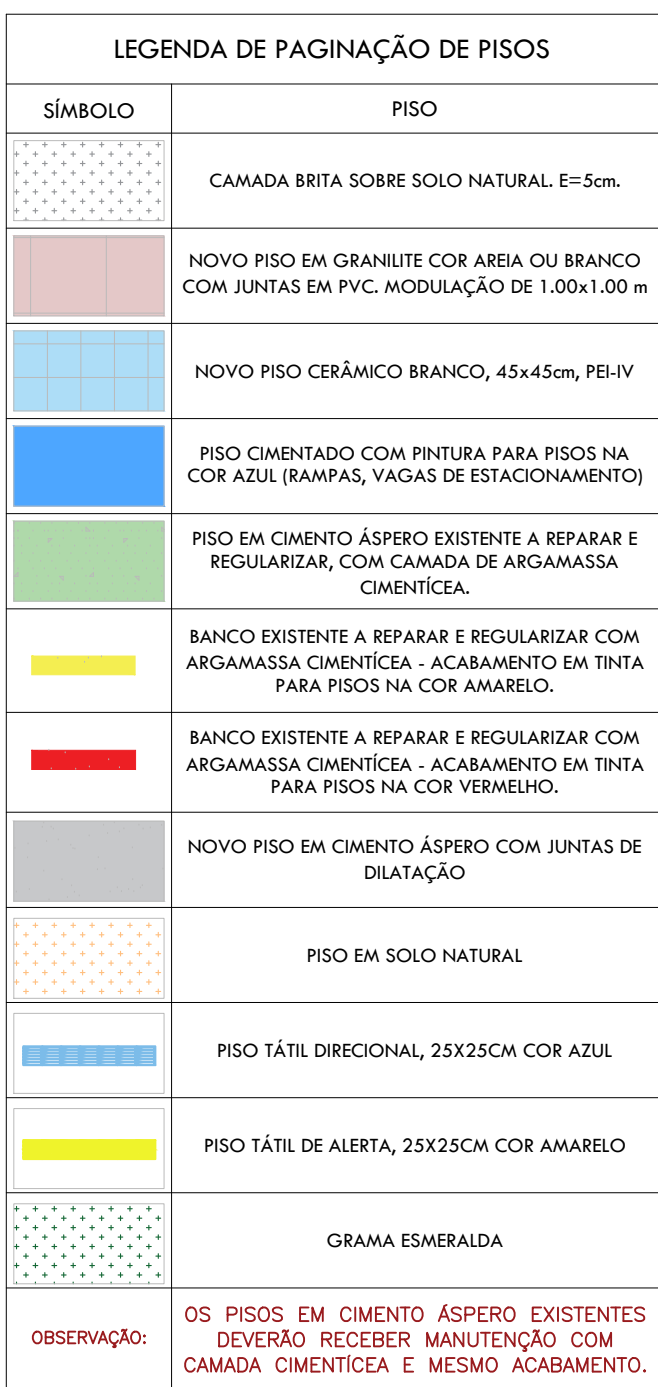 LEGENDA DE PAGINAÇÃO DE PISOS
SÍMBOLO
PISO
CAMADA BRITA SOBRE SOLO NATURAL. E=5cm.
NOVO PISO EM GRANILITE COR AREIA OU BRANCO
COM JUNTAS EM PVC. MODULAÇÃO DE 1.00x1.00 m
NOVO PISO CERÂMICO BRANCO, 45x45cm, PEI-IV
PISO CIMENTADO COM PINTURA PARA PISOS NA
COR AZUL (RAMPAS, VAGAS DE ESTACIONAMENTO)
PISO EM CIMENTO ÁSPERO EXISTENTE A REPARAR E
REGULARIZAR, COM CAMADA DE ARGAMASSA
CIMENTÍCEA.
BANCO EXISTENTE A REPARAR E REGULARIZAR COM
ARGAMASSA CIMENTÍCEA - ACABAMENTO EM TINTA
PARA PISOS NA COR AMARELO.
BANCO EXISTENTE A REPARAR E REGULARIZAR COM
ARGAMASSA CIMENTÍCEA - ACABAMENTO EM TINTA
PARA PISOS NA COR VERMELHO.
NOVO PISO EM CIMENTO ÁSPERO COM JUNTAS DE
DILATAÇÃO
PISO EM SOLO NATURAL
PISO TÁTIL DIRECIONAL, 25X25CM COR AZUL
PISO TÁTIL DE ALERTA, 25X25CM COR AMARELO
GRAMA ESMERALDA
OBSERVAÇÃO:
OS PISOS EM CIMENTO ÁSPERO EXISTENTES
DEVERÃO RECEBER MANUTENÇÃO COM
CAMADA CIMENTÍCEA E MESMO ACABAMENTO.